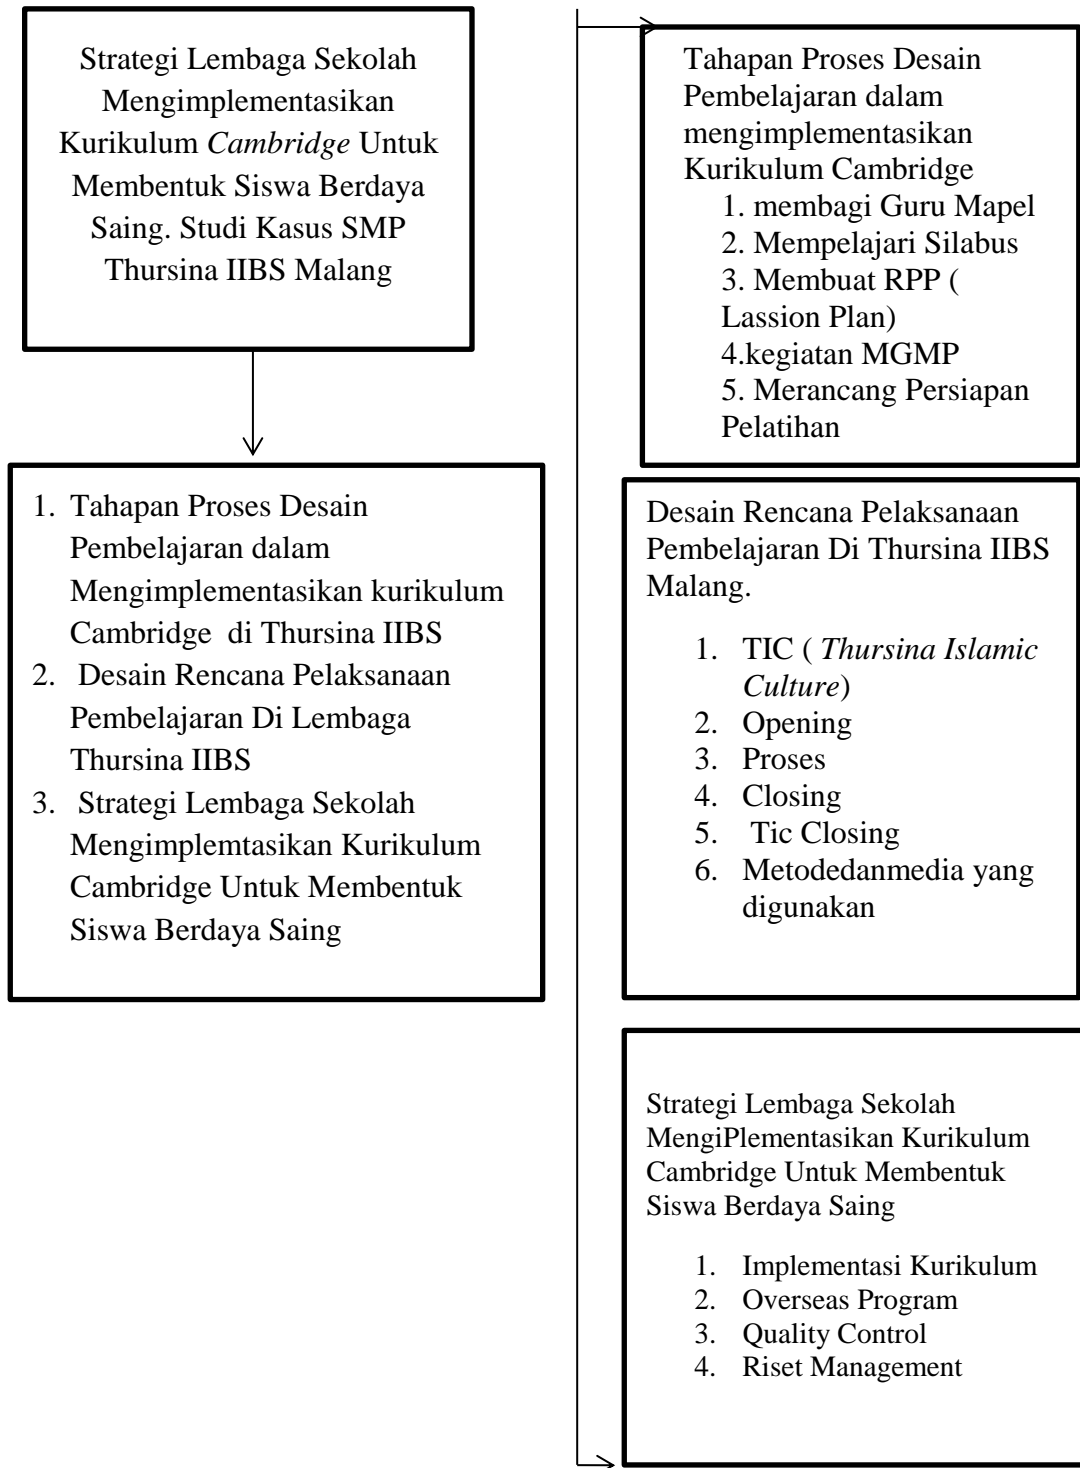 Strategi Lembaga Sekolah
Mengimplementasikan
Kurikulum Cambridge Untuk
Membentuk Siswa Berdaya
Saing. Studi Kasus SMP
Thursina IIBS Malang
1. Tahapan Proses Desain
Pembelajaran dalam
Mengimplementasikan kurikulum
Cambridge di Thursina IIBS
2. Desain Rencana Pelaksanaan
Pembelajaran Di Lembaga
Thursina IIBS
3. Strategi Lembaga Sekolah
Mengimplemtasikan Kurikulum
Cambridge Untuk Membentuk
Siswa Berdaya Saing
Tahapan Proses Desain
Pembelajaran dalam
mengimplementasikan
Kurikulum Cambridge
1. membagi Guru Mapel
2. Mempelajari Silabus
3. Membuat RPP (
Lassion Plan)
4.kegiatan MGMP
5. Merancang Persiapan
Pelatihan
Desain Rencana Pelaksanaan
Pembelajaran Di Thursina IIBS
Malang.
1. TIC ( Thursina Islamic
Culture)
2. Opening
3. Proses
4. Closing
5. Tic Closing
6. Metodedanmedia yang
digunakan
Strategi Lembaga Sekolah
MengiPlementasikan Kurikulum
Cambridge Untuk Membentuk
Siswa Berdaya Saing
1. Implementasi Kurikulum
2. Overseas Program
3. Quality Control
4. Riset Management